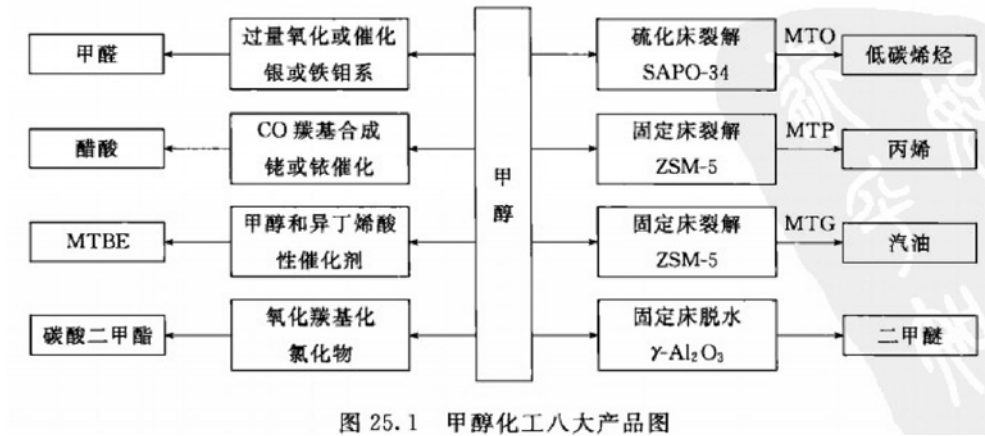 甲醛
过量氧化或催化
银或铁钼系
醋酸
CO羰基合成
铑或铱催化
MTBE
甲醇和异丁烯酸
性催化剂
碳酸二甲酯
氧化羰基化
氯化物
甲
醇
硫化床裂解
SAPO-34
MTO
低碳烯烃
固定床裂解
ZSM-5
MTP
丙烯
固定床裂解
ZSM-5
MTG
汽油
固定床脱水
γ-Al₂O₃
二甲醚
图 25.1 甲醇化工八大产品图